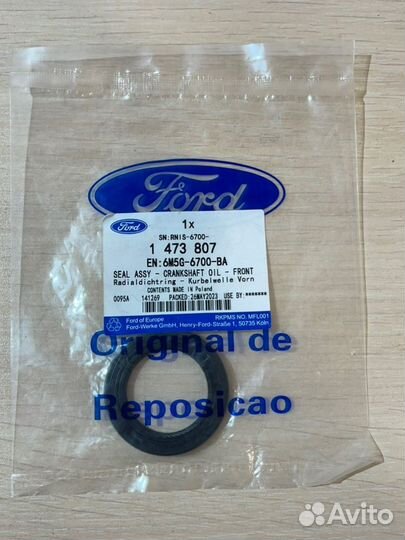 Ford
Ford
1x
SN:RMIS-6700-
1 473 807
EN:6M5G-6700-BA
SEAL ASSY - CRANKSHAFT OIL - FRONT
Radialdichtring - Kurbelwelle Vorn
CONTENTS MADE IN Poland
0095A 141269 PACKED:26MAY2023 USE BY:********
Ford of Europe RKPMS NO. MFL001
Ford-Werke GmbH, Henry-Ford-Straße 1, 50735 Köln
Original de
Reposicao
Avito